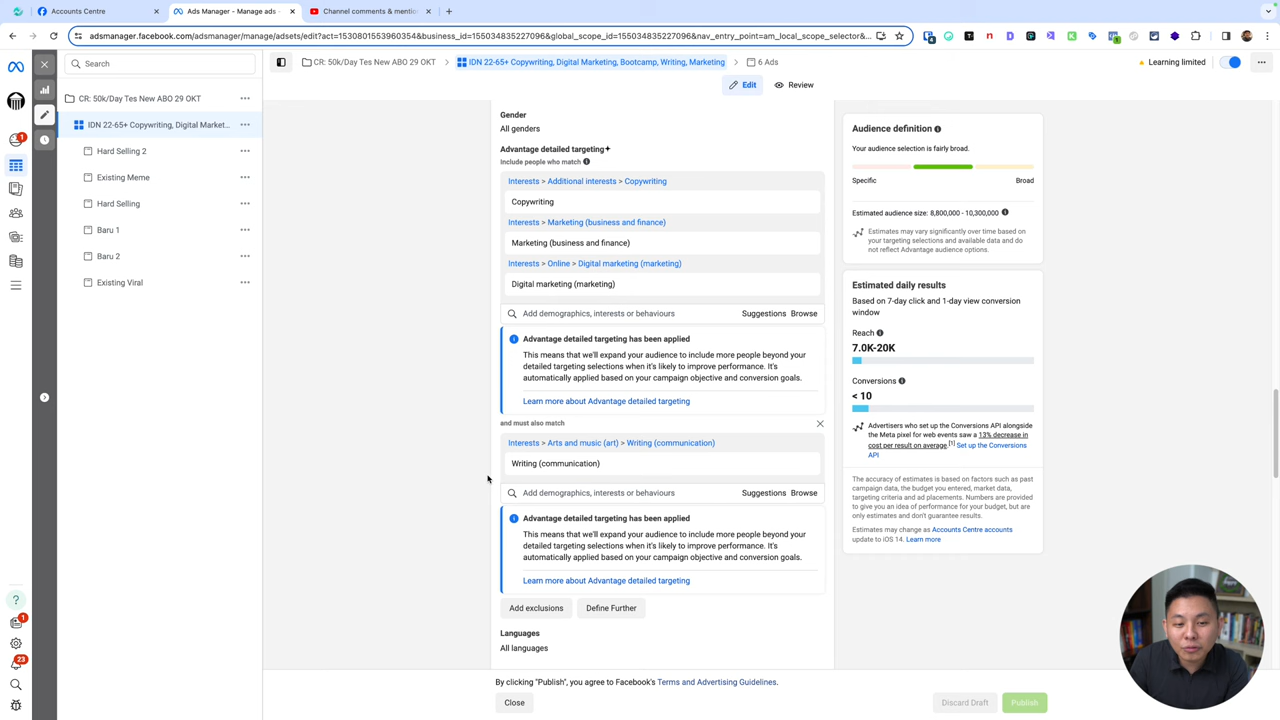 Accounts Centre
Ads Manager - Manage ads -
Channel comments & mention
adsmanager.facebook.com/adsmanager/manage/adsets/edit?act=1530801553960354&business_id=155034835227096&global_scope_id=155034835227096&nav_entry_point=am_local_scope_selector&...
Search
CR: 50k/Day Tes New ABO 29 OKT
IDN 22-65+ Copywriting, Digital Market...
Hard Selling 2
Existing Meme
Hard Selling
Baru 1
Baru 2
Existing Viral
1
1
23
CR: 50k/Day Tes New ABO 29 OKT
IDN 22-65+ Copywriting, Digital Marketing, Bootcamp, Writing, Marketing
6 Ads
Learning limited
Edit
Review
Gender
All genders
Advantage detailed targeting+
Include people who match
Interests > Additional interests > Copywriting
Copywriting
Interests > Marketing (business and finance)
Marketing (business and finance)
Interests > Online > Digital marketing (marketing)
Digital marketing (marketing)
Add demographics, interests or behaviours
Suggestions
Browse
Advantage detailed targeting has been applied
This means that we'll expand your audience to include more people beyond your
detailed targeting selections when it's likely to improve performance. It's
automatically applied based on your campaign objective and conversion goals.
Learn more about Advantage detailed targeting
and must also match
Interests > Arts and music (art) > Writing (communication)
Writing (communication)
Add demographics, interests or behaviours
Suggestions
Browse
Advantage detailed targeting has been applied
This means that we'll expand your audience to include more people beyond your
detailed targeting selections when it's likely to improve performance. It's
automatically applied based on your campaign objective and conversion goals.
Learn more about Advantage detailed targeting
Add exclusions
Define Further
Languages
All languages
Audience definition
Your audience selection is fairly broad.
Specific
Broad
Estimated audience size: 8,800,000 - 10,300,000
Estimates may vary significantly over time based on
your targeting selections and available data and do
not reflect Advantage audience options.
Estimated daily results
Based on 7-day click and 1-day view conversion
window
Reach
7.0K-20K
Conversions
< 10
Advertisers who set up the Conversions API alongside
the Meta pixel for web events saw a 13% decrease in
cost per result on average.[1] Set up the Conversions
API
The accuracy of estimates is based on factors such as past
campaign data, the budget you entered, market data,
targeting criteria and ad placements. Numbers are provided
to give you an idea of performance for your budget, but are
only estimates and don't guarantee results.
Estimates may change as Accounts Centre accounts
update to iOS 14. Learn more
By clicking "Publish", you agree to Facebook's Terms and Advertising Guidelines.
Close
Discard Draft
Publish